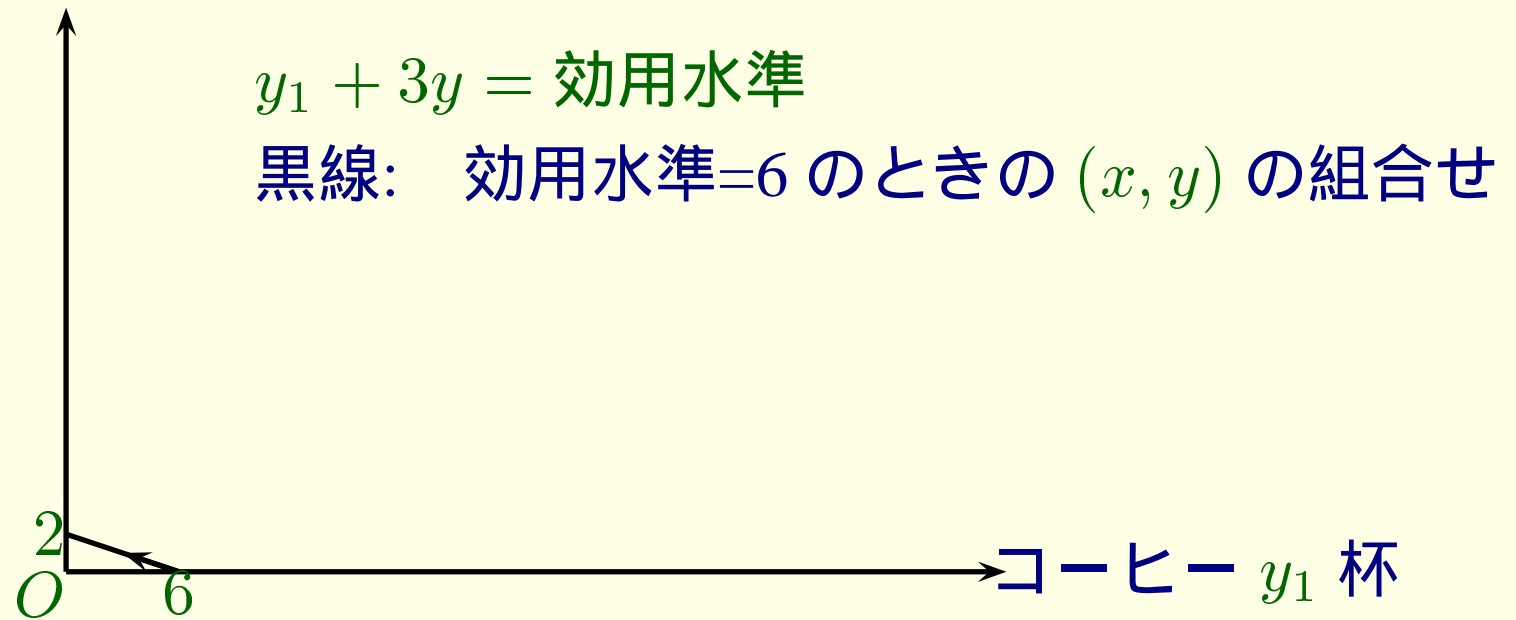 y₁ + 3y = 効用水準
黒線:　効用水準=6 のときの (x, y) の組合せ
2
O
6
コーヒー y₁ 杯